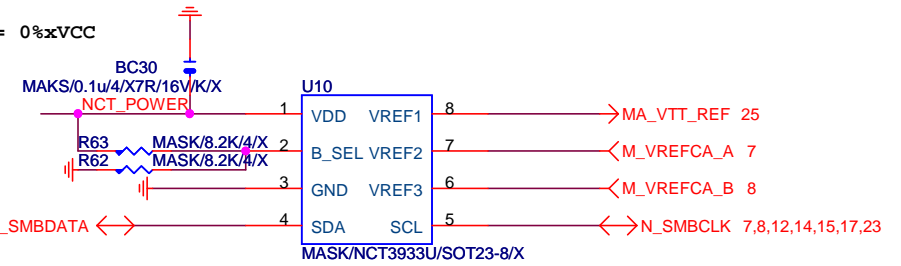 = 0%xVCC
BC30
MAKS/0.1u/4/X7R/16V/K/X
NCT_POWER
U10
1 VDD VREF1 8 MA_VTT_REF 25
R63 MASK/8.2K/4/X
2 B_SEL VREF2 7 M_VREFCA_A 7
R62 MASK/8.2K/4/X
3 GND VREF3 6 M_VREFCA_B 8
_SMBDATA 4 SDA SCL 5 N_SMBCLK 7,8,12,14,15,17,23
MASK/NCT3933U/SOT23-8/X